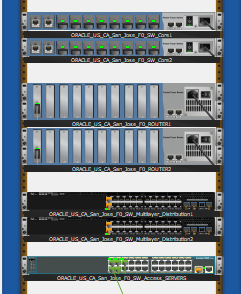 ORACLE_US_CA_San_Jose_F0_SW_Core1
ORACLE_US_CA_San_Jose_F0_SW_Core2
ORACLE_US_CA_San_Jose_F0_ROUTER1
ORACLE_US_CA_San_Jose_F0_ROUTER2
ORACLE_US_CA_San_Jose_F0_SW_Multilayer_Distribution1
ORACLE_US_CA_San_Jose_F0_SW_Multilayer_Distribution2
ORACLE_US_CA_San_Jose_F0_SW_Access_SERVERS